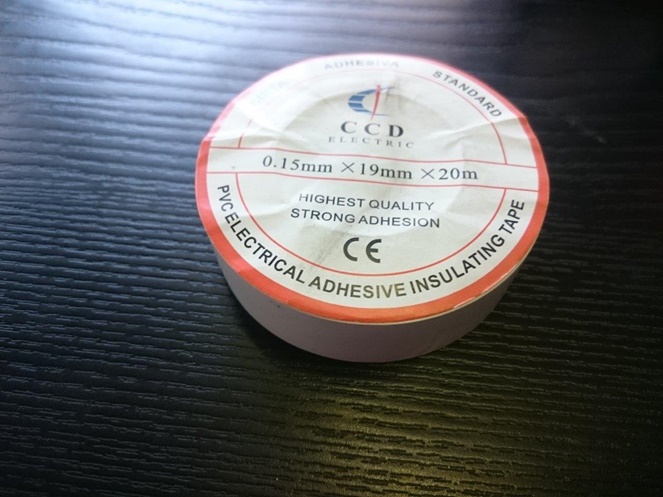 ADHESIVA STANDARD
CCD
ELECTRIC
0.15mm ×19mm ×20m
HIGHEST QUALITY
STRONG ADHESION
CE
PVC ELECTRICAL ADHESIVE INSULATING TAPE